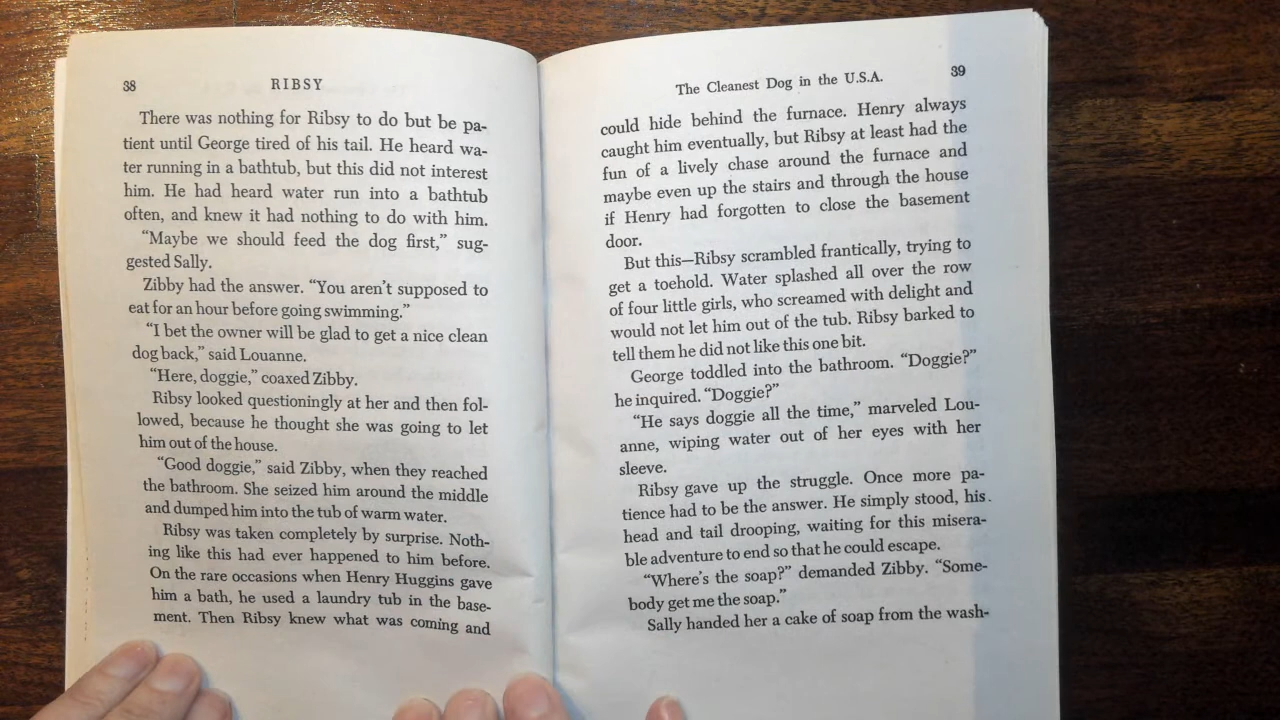 38 RIBSY
There was nothing for Ribsy to do but be pa-
tient until George tired of his tail. He heard wa-
ter running in a bathtub, but this did not interest
him. He had heard water run into a bathtub
often, and knew it had nothing to do with him.
“Maybe we should feed the dog first,” sug-
gested Sally.
Zibby had the answer. “You aren’t supposed to
eat for an hour before going swimming.”
“I bet the owner will be glad to get a nice clean
dog back,” said Louanne.
“Here, doggie,” coaxed Zibby.
Ribsy looked questioningly at her and then fol-
lowed, because he thought she was going to let
him out of the house.
“Good doggie,” said Zibby, when they reached
the bathroom. She seized him around the middle
and dumped him into the tub of warm water.
Ribsy was taken completely by surprise. Noth-
ing like this had ever happened to him before.
On the rare occasions when Henry Huggins gave
him a bath, he used a laundry tub in the base-
ment. Then Ribsy knew what was coming and
The Cleanest Dog in the U.S.A. 39
could hide behind the furnace. Henry always
caught him eventually, but Ribsy at least had the
fun of a lively chase around the furnace and
maybe even up the stairs and through the house
if Henry had forgotten to close the basement
door.
But this—Ribsy scrambled frantically, trying to
get a toehold. Water splashed all over the row
of four little girls, who screamed with delight and
would not let him out of the tub. Ribsy barked to
tell them he did not like this one bit.
George toddled into the bathroom. “Doggie?”
he inquired. “Doggie?”
“He says doggie all the time,” marveled Lou-
anne, wiping water out of her eyes with her
sleeve.
Ribsy gave up the struggle. Once more pa-
tience had to be the answer. He simply stood, his
head and tail drooping, waiting for this misera-
ble adventure to end so that he could escape.
“Where’s the soap?” demanded Zibby. “Some-
body get me the soap.”
Sally handed her a cake of soap from the wash-